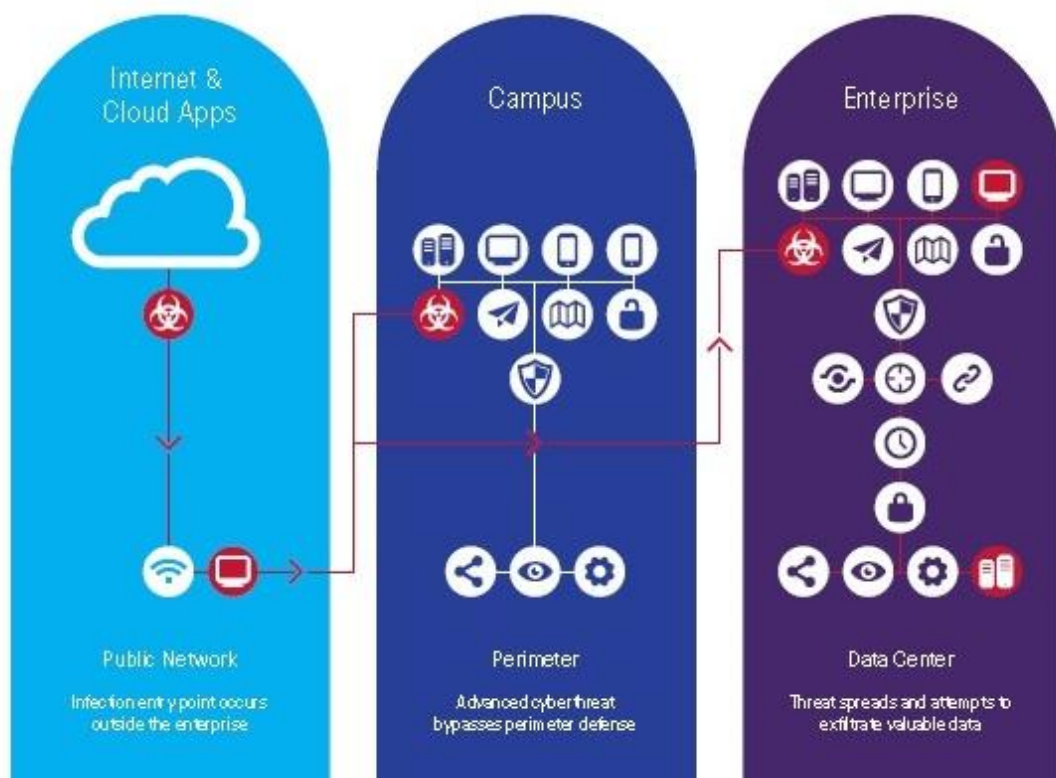 Internet &
Cloud Apps
Campus
Enterprise
Public Network
Infection entry point occurs
outside the enterprise
Perimeter
Advanced cyber threat
bypasses perimeter defense
Data Center
Threat spreads and attempts to
exfiltrate valuable data